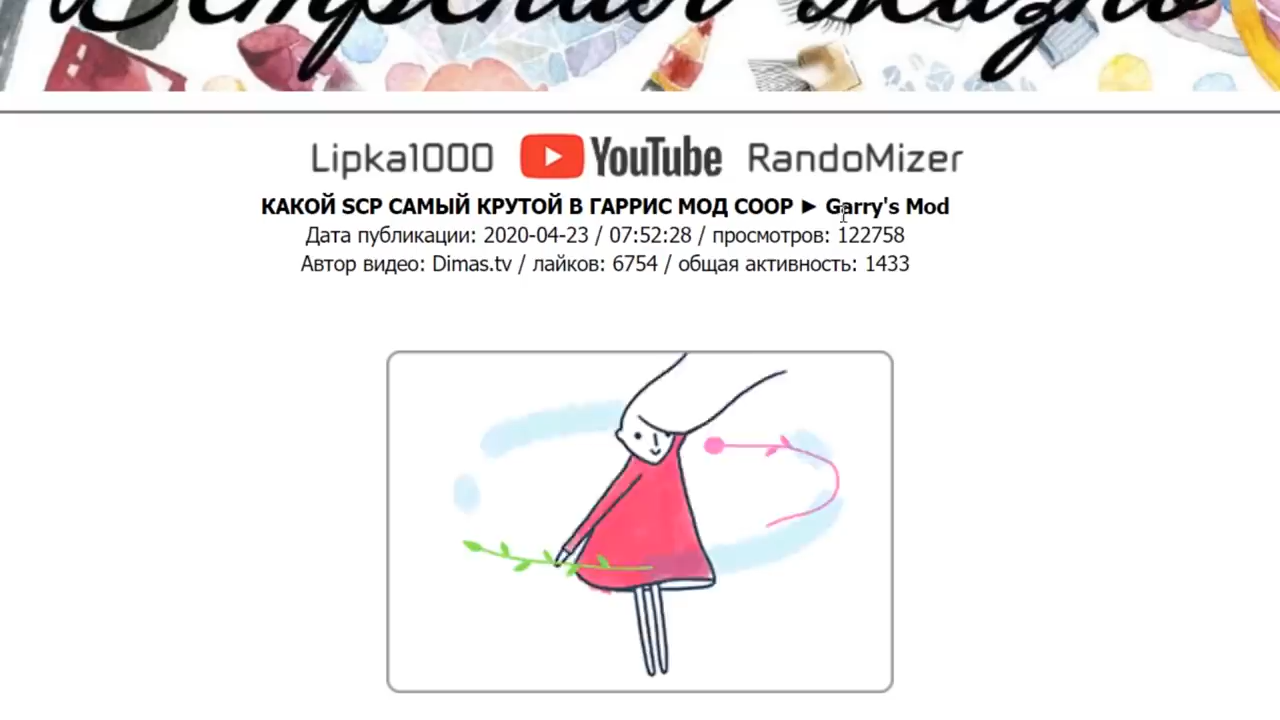 жизнь
Lipka1000 YouTube RandoMizer
КАКОЙ SCP САМЫЙ КРУТОЙ В ГАРРИС МОД COOP ► Garry's Mod
Дата публикации: 2020-04-23 / 07:52:28 / просмотров: 122758
Автор видео: Dimas.tv / лайков: 6754 / общая активность: 1433